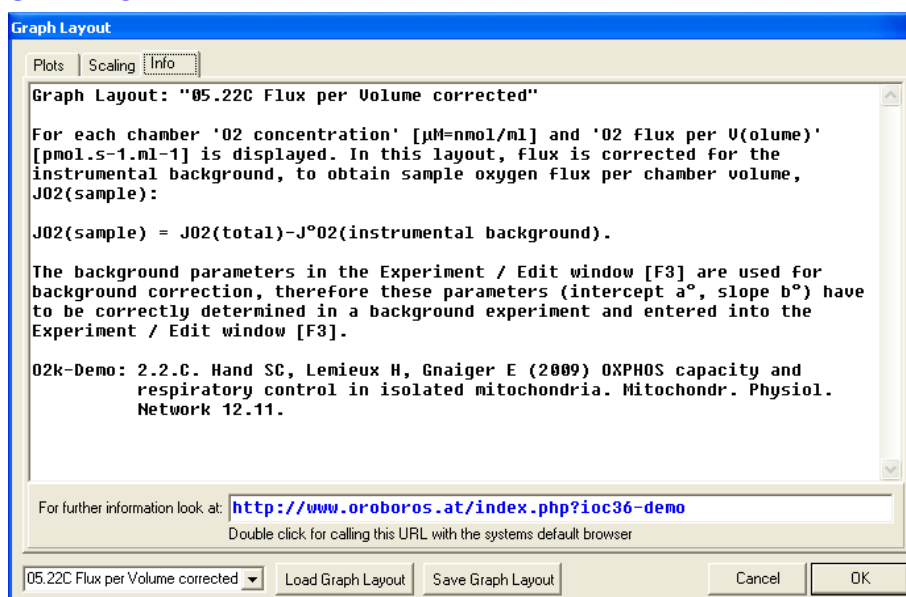 Graph Layout
Plots Scaling Info
Graph Layout: "05.22C Flux per Volume corrected"
For each chamber 'O2 concentration' [µM=nmol/ml] and 'O2 flux per V(olume)'
[pmol.s-1.ml-1] is displayed. In this layout, flux is corrected for the
instrumental background, to obtain sample oxygen flux per chamber volume,
JO2(sample):
JO2(sample) = JO2(total)-J°O2(instrumental background).
The background parameters in the Experiment / Edit window [F3] are used for
background correction, therefore these parameters (intercept a°, slope b°) have
to be correctly determined in a background experiment and entered into the
Experiment / Edit window [F3].
O2k-Demo: 2.2.C. Hand SC, Lemieux H, Gnaiger E (2009) OXPHOS capacity and
respiratory control in isolated mitochondria. Mitochondr. Physiol.
Network 12.11.
For further information look at: http://www.oroboros.at/index.php?ioc36-demo
Double click for calling this URL with the systems default browser
05.22C Flux per Volume corrected Load Graph Layout Save Graph Layout Cancel OK